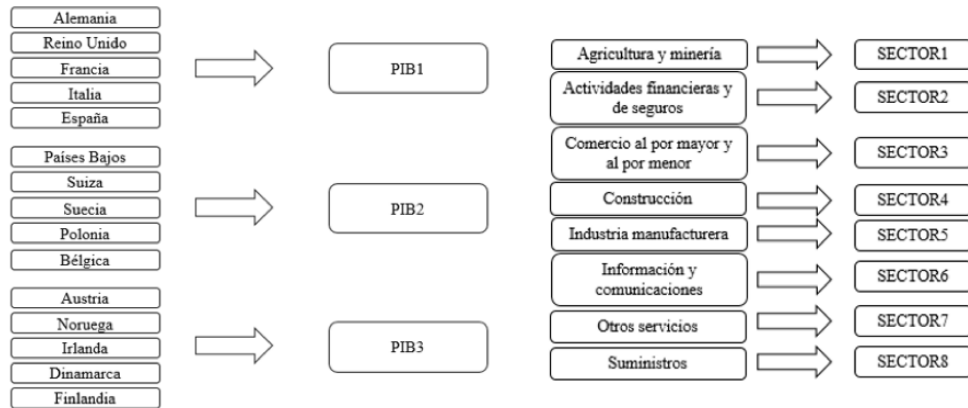 Alemania
Reino Unido
Francia
Italia
España
PIB1
Países Bajos
Suiza
Suecia
Polonia
Bélgica
PIB2
Austria
Noruega
Irlanda
Dinamarca
Finlandia
PIB3
Agricultura y minería
SECTOR1
Actividades financieras y
de seguros
SECTOR2
Comercio al por mayor y
al por menor
SECTOR3
Construcción
SECTOR4
Industria manufacturera
SECTOR5
Información y
comunicaciones
SECTOR6
Otros servicios
SECTOR7
Suministros
SECTOR8